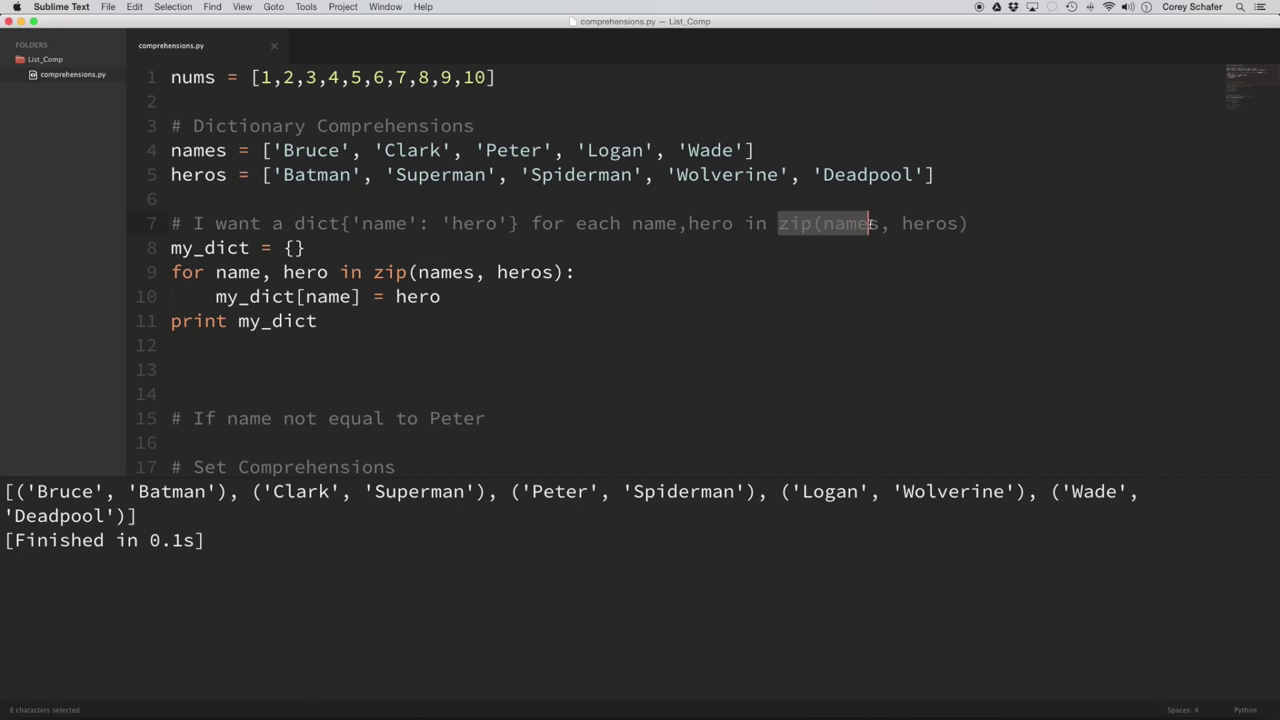 Sublime Text File Edit Selection Find View Goto Tools Project Window Help Corey Schafer
comprehensions.py — List_Comp
FOLDERS
List_Comp
comprehensions.py
comprehensions.py
1 nums = [1,2,3,4,5,6,7,8,9,10]
2
3 # Dictionary Comprehensions
4 names = ['Bruce', 'Clark', 'Peter', 'Logan', 'Wade']
5 heros = ['Batman', 'Superman', 'Spiderman', 'Wolverine', 'Deadpool']
6
7 # I want a dict{'name': 'hero'} for each name,hero in zip(names, heros)
8 my_dict = {}
9 for name, hero in zip(names, heros):
10 my_dict[name] = hero
11 print my_dict
12
13
14
15 # If name not equal to Peter
16
17 # Set Comprehensions
[('Bruce', 'Batman'), ('Clark', 'Superman'), ('Peter', 'Spiderman'), ('Logan', 'Wolverine'), ('Wade',
'Deadpool')]
[Finished in 0.1s]
8 characters selected Spaces: 4 Python